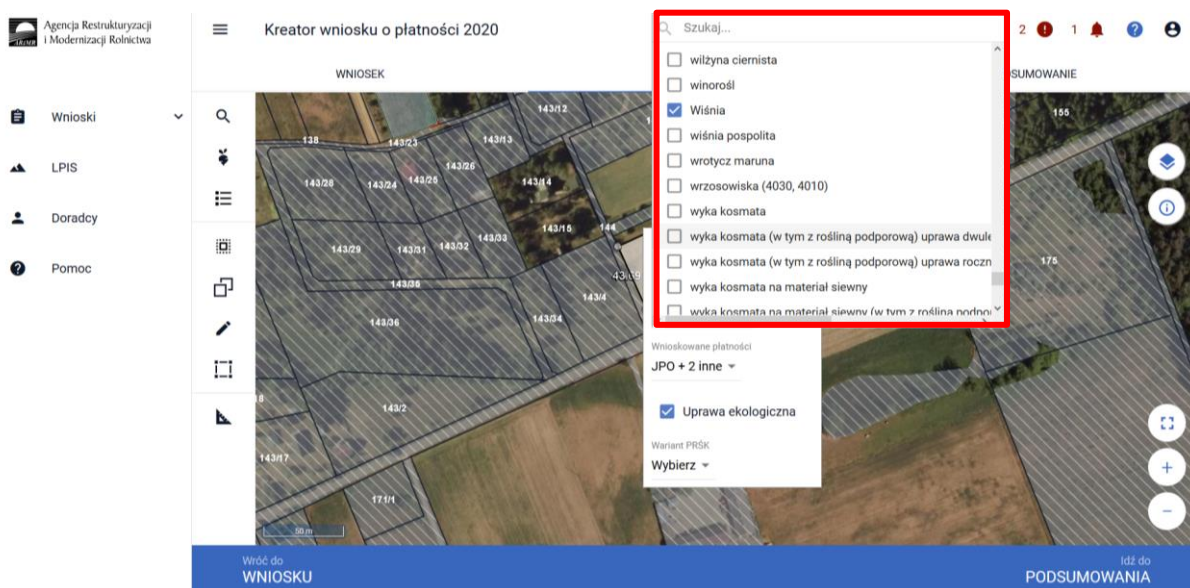 Agencja Restrukturyzacji
i Modernizacji Rolnictwa
ARiMR
Kreator wniosku o płatności 2020
2
1
WNIOSEK
Wnioski
LPIS
Doradcy
Pomoc
Szukaj...
wilżyna ciernista
winorośl
Wiśnia
wiśnia pospolita
wrotycz maruna
wrzosowiska (4030, 4010)
wyka kosmata
wyka kosmata (w tym z rośliną podporową) uprawa dwule
wyka kosmata (w tym z rośliną podporową) uprawa roczn
wyka kosmata na materiał siewny
wyka kosmata na materiał siewny (w tym z rośliną podpo
Wnioskowane płatności
JPO + 2 inne
Uprawa ekologiczna
Wariant PRŚK
Wybierz
138
143/23
143/12
143/13
143/26
143/28
143/24
143/25
143/14
143/29
143/31
143/32
143/33
143/15
144
143/35
143/4
143/36
143/34
143/2
143/17
171/1
155
175
50 m
Wróć do
WNIOSKU
Idź do
PODSUMOWANIA